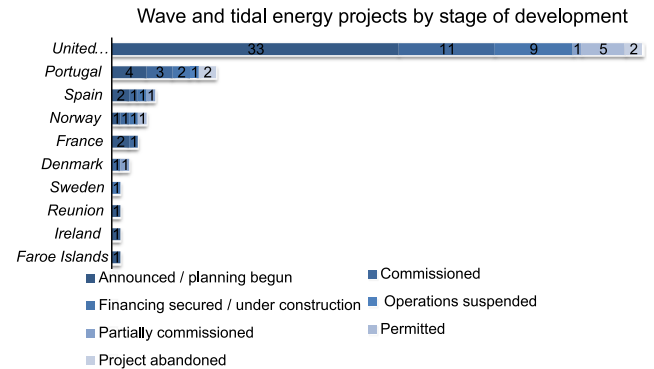 Wave and tidal energy projects by stage of development
United... 33 11 9 1 5 2
Portugal 4 3 2 1 2
Spain 2 1 1 1
Norway 1 1 1 1
France 2 1
Denmark 1 1
Sweden 1
Reunion 1
Ireland 1
Faroe Islands 1
Announced / planning begun
Commissioned
Financing secured / under construction
Operations suspended
Partially commissioned
Permitted
Project abandoned